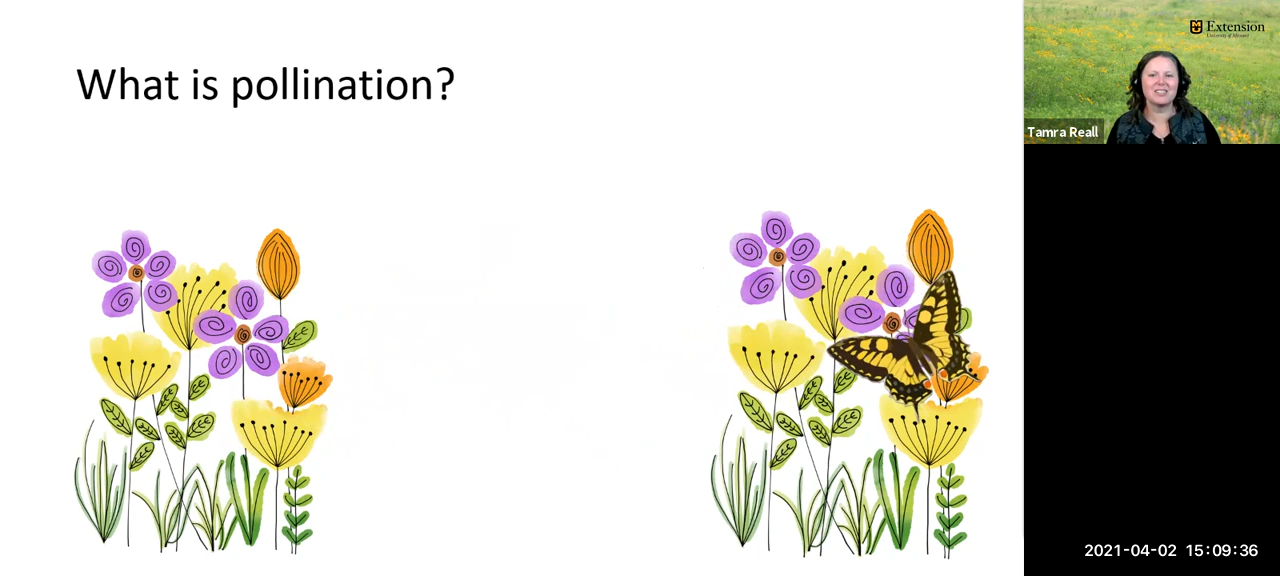 What is pollination?
Extension
University of Missouri
Tamra Reall
2021-04-02 15:09:36